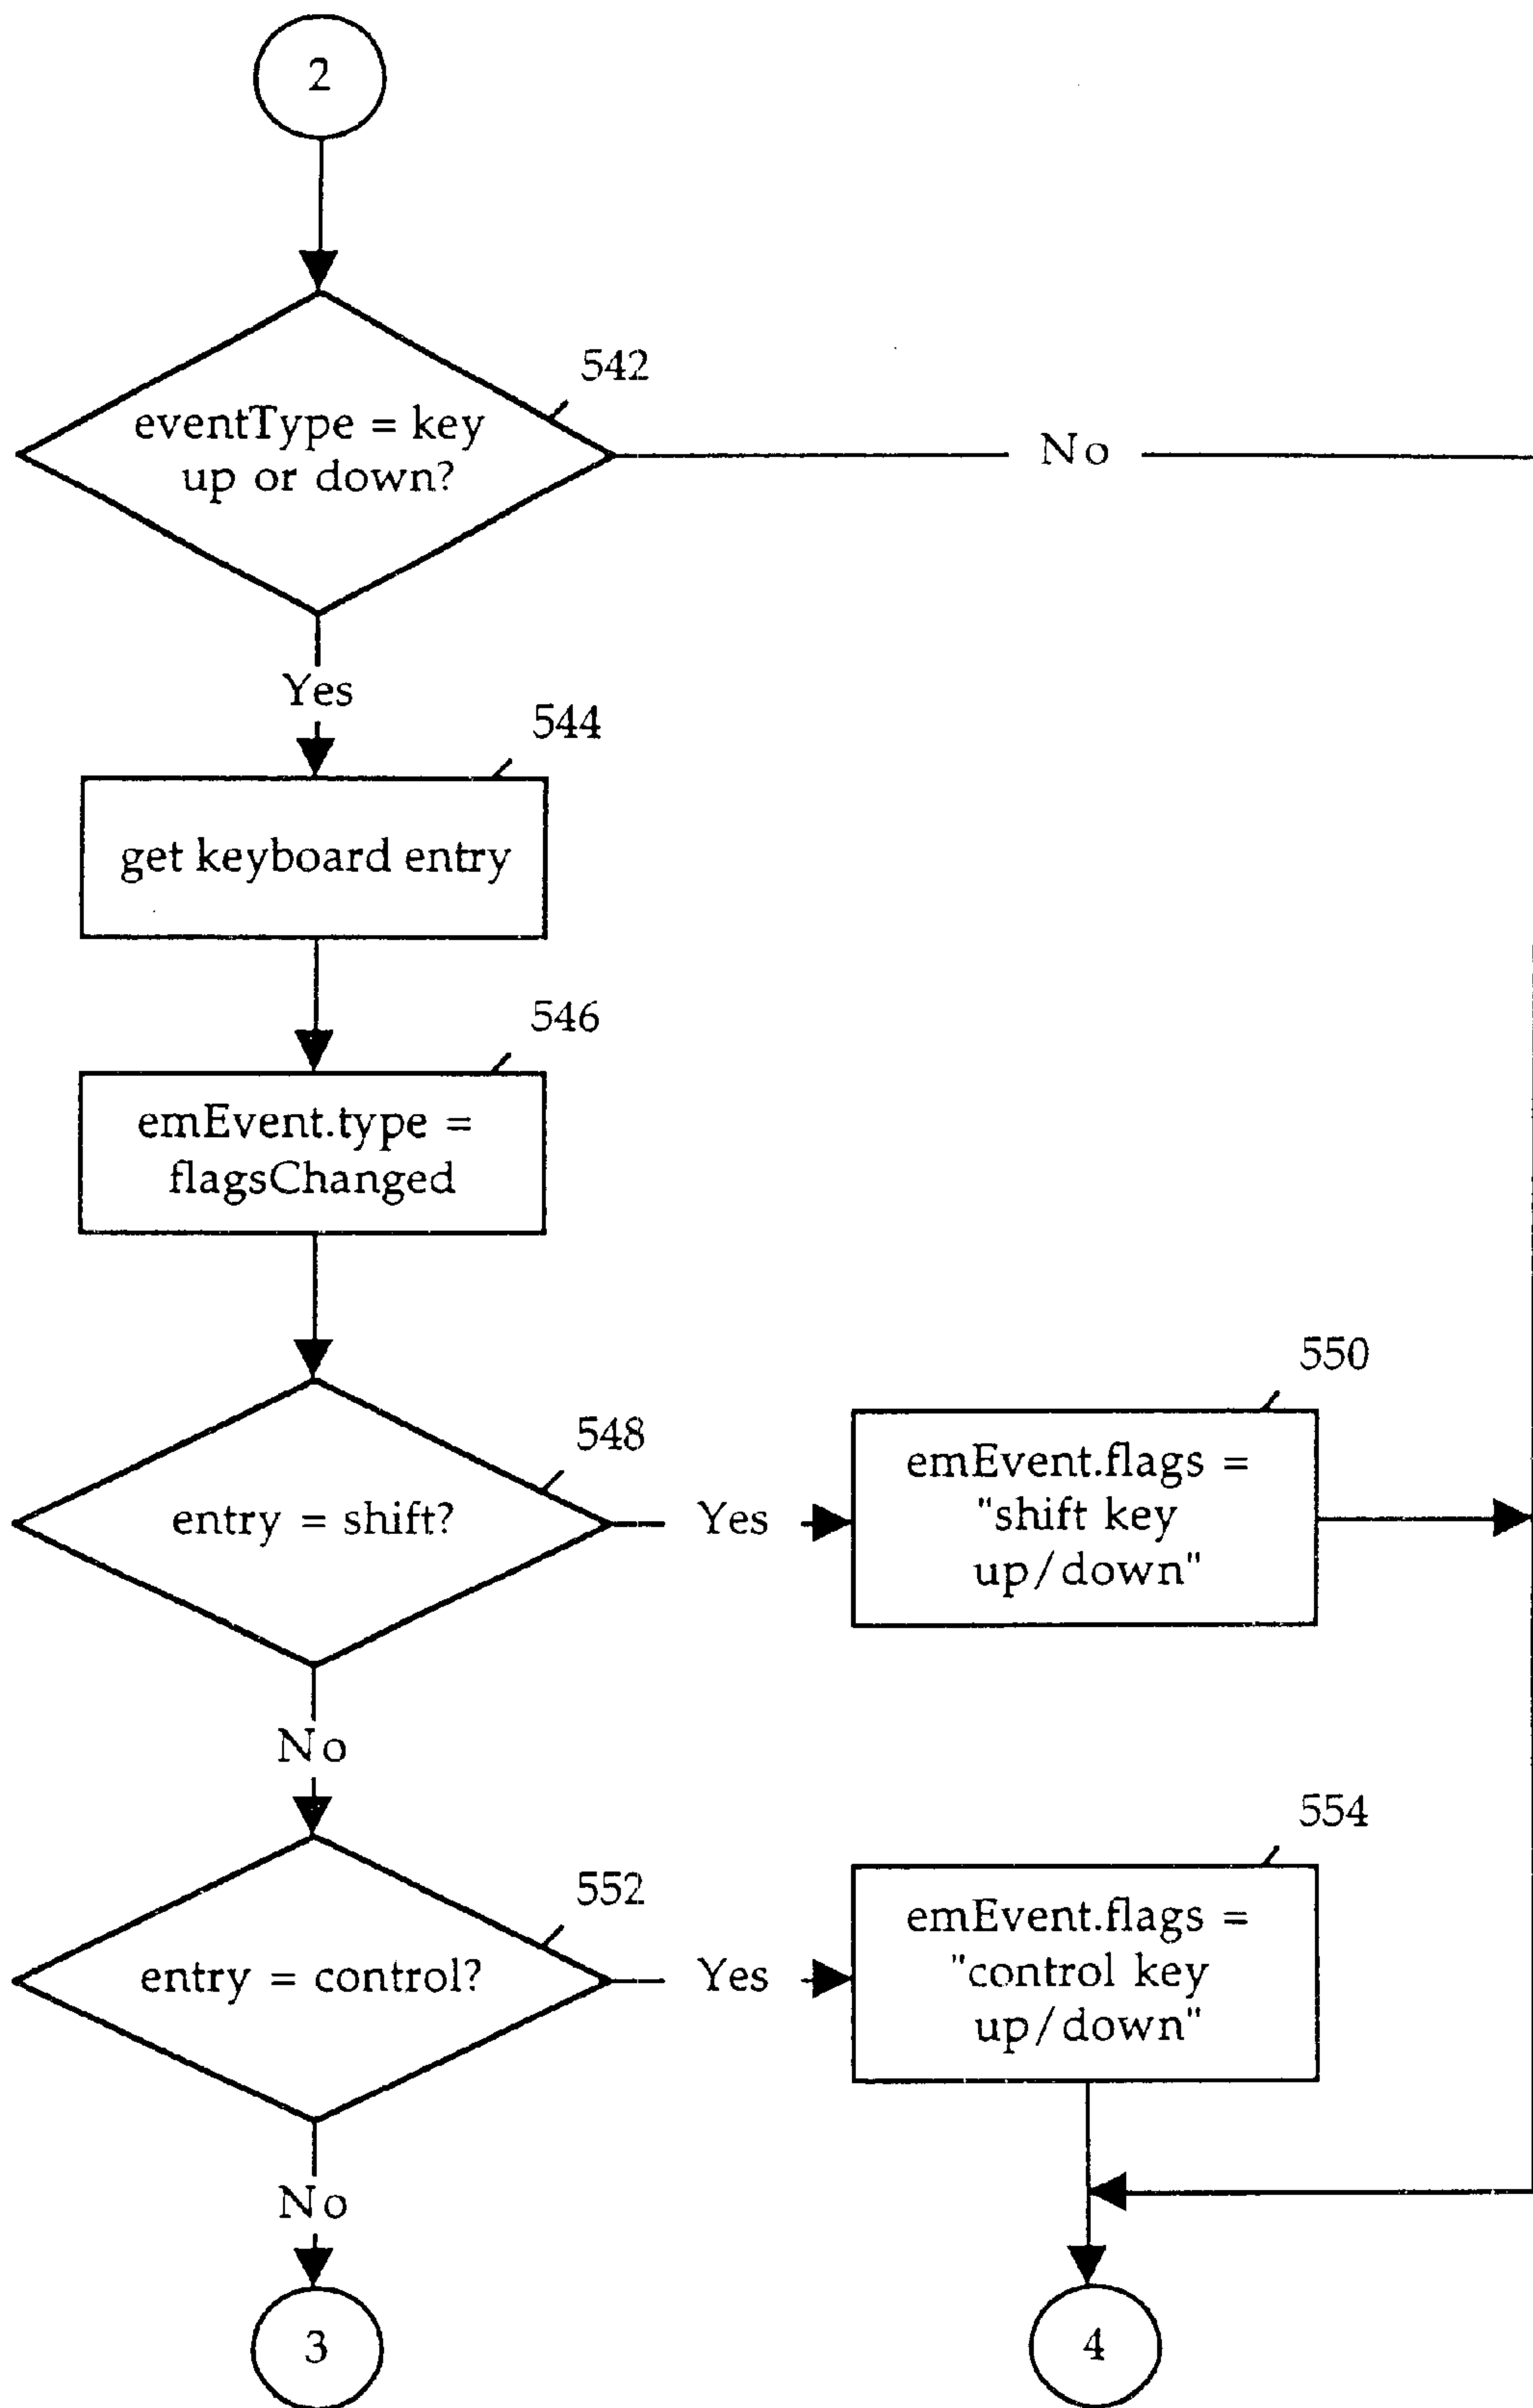 2
542
eventType = key
up or down?
No
Yes
544
get keyboard entry
546
emEvent.type =
flagsChanged
548
entry = shift?
Yes
550
emEvent.flags =
"shift key
up/down"
No
552
entry = control?
Yes
554
emEvent.flags =
"control key
up/down"
No
3
4